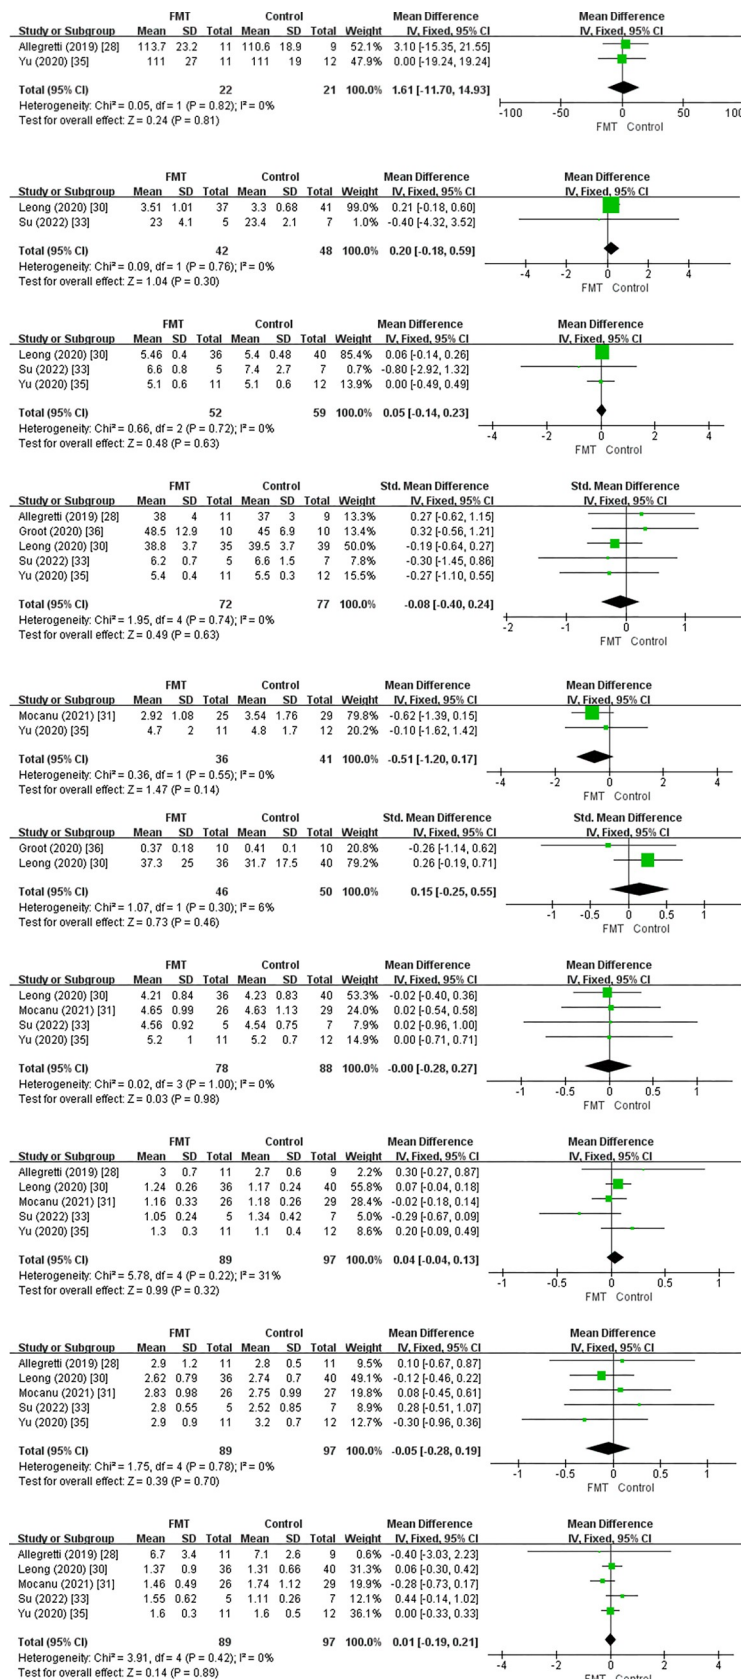 FMT Control Mean Difference Mean Difference
Study or Subgroup Mean SD Total Mean SD Total Weight IV, Fixed, 95% CI IV, Fixed, 95% CI
Allegretti (2019) [28] 113.7 23.2 11 110.6 18.9 9 52.1% 3.10 [-15.35, 21.55]
Yu (2020) [35] 111 27 11 111 19 12 47.9% 0.00 [-19.24, 19.24]
Total (95% CI) 22 21 100.0% 1.61 [-11.70, 14.93]
Heterogeneity: Chi² = 0.05, df = 1 (P = 0.82); I² = 0%
Test for overall effect: Z = 0.24 (P = 0.81)
-100 -50 0 50 100
FMT Control
FMT Control Mean Difference Mean Difference
Study or Subgroup Mean SD Total Mean SD Total Weight IV, Fixed, 95% CI IV, Fixed, 95% CI
Leong (2020) [30] 3.51 1.01 37 3.3 0.68 41 99.0% 0.21 [-0.18, 0.60]
Su (2022) [33] 23 4.1 5 23.4 2.1 7 1.0% -0.40 [-4.32, 3.52]
Total (95% CI) 42 48 100.0% 0.20 [-0.18, 0.59]
Heterogeneity: Chi² = 0.09, df = 1 (P = 0.76); I² = 0%
Test for overall effect: Z = 1.04 (P = 0.30)
-4 -2 0 2 4
FMT Control
FMT Control Mean Difference Mean Difference
Study or Subgroup Mean SD Total Mean SD Total Weight IV, Fixed, 95% CI IV, Fixed, 95% CI
Leong (2020) [30] 5.46 0.4 36 5.4 0.48 40 85.4% 0.06 [-0.14, 0.26]
Su (2022) [33] 6.6 0.8 5 7.4 2.7 7 0.7% -0.80 [-2.92, 1.32]
Yu (2020) [35] 5.1 0.6 11 5.1 0.6 12 13.9% 0.00 [-0.49, 0.49]
Total (95% CI) 52 59 100.0% 0.05 [-0.14, 0.23]
Heterogeneity: Chi² = 0.66, df = 2 (P = 0.72); I² = 0%
Test for overall effect: Z = 0.48 (P = 0.63)
-4 -2 0 2 4
FMT Control
FMT Control Std. Mean Difference Std. Mean Difference
Study or Subgroup Mean SD Total Mean SD Total Weight IV, Fixed, 95% CI IV, Fixed, 95% CI
Allegretti (2019) [28] 38 4 11 37 3 9 13.3% 0.27 [-0.62, 1.15]
Groot (2020) [36] 48.5 12.9 10 45 6.9 10 13.4% 0.32 [-0.56, 1.21]
Leong (2020) [30] 38.8 3.7 35 39.5 3.7 39 50.0% -0.19 [-0.64, 0.27]
Su (2022) [33] 6.2 0.7 5 6.6 1.5 7 7.8% -0.30 [-1.45, 0.86]
Yu (2020) [35] 5.4 0.4 11 5.5 0.3 12 15.5% -0.27 [-1.10, 0.55]
Total (95% CI) 72 77 100.0% -0.08 [-0.40, 0.24]
Heterogeneity: Chi² = 1.95, df = 4 (P = 0.74); I² = 0%
Test for overall effect: Z = 0.49 (P = 0.63)
-2 -1 0 1
FMT Control
FMT Control Mean Difference Mean Difference
Study or Subgroup Mean SD Total Mean SD Total Weight IV, Fixed, 95% CI IV, Fixed, 95% CI
Mocanu (2021) [31] 2.92 1.08 25 3.54 1.76 29 79.8% -0.62 [-1.39, 0.15]
Yu (2020) [35] 4.7 2 11 4.8 1.7 12 20.2% -0.10 [-1.62, 1.42]
Total (95% CI) 36 41 100.0% -0.51 [-1.20, 0.17]
Heterogeneity: Chi² = 0.36, df = 1 (P = 0.55); I² = 0%
Test for overall effect: Z = 1.47 (P = 0.14)
-4 -2 0 2 4
FMT Control
FMT Control Std. Mean Difference Std. Mean Difference
Study or Subgroup Mean SD Total Mean SD Total Weight IV, Fixed, 95% CI IV, Fixed, 95% CI
Groot (2020) [36] 0.37 0.18 10 0.41 0.1 10 20.8% -0.26 [-1.14, 0.62]
Leong (2020) [30] 37.3 25 36 31.7 17.5 40 79.2% 0.26 [-0.19, 0.71]
Total (95% CI) 46 50 100.0% 0.15 [-0.25, 0.55]
Heterogeneity: Chi² = 1.07, df = 1 (P = 0.30); I² = 6%
Test for overall effect: Z = 0.73 (P = 0.46)
-1 -0.5 0 0.5 1
FMT Control
FMT Control Mean Difference Mean Difference
Study or Subgroup Mean SD Total Mean SD Total Weight IV, Fixed, 95% CI IV, Fixed, 95% CI
Leong (2020) [30] 4.21 0.84 36 4.23 0.83 40 53.3% -0.02 [-0.40, 0.36]
Mocanu (2021) [31] 4.65 0.99 26 4.63 1.13 29 24.0% 0.02 [-0.54, 0.58]
Su (2022) [33] 4.56 0.92 5 4.54 0.75 7 7.9% 0.02 [-0.96, 1.00]
Yu (2020) [35] 5.2 1 11 5.2 0.7 12 14.9% 0.00 [-0.71, 0.71]
Total (95% CI) 78 88 100.0% -0.00 [-0.28, 0.27]
Heterogeneity: Chi² = 0.02, df = 3 (P = 1.00); I² = 0%
Test for overall effect: Z = 0.03 (P = 0.98)
-1 -0.5 0 0.5 1
FMT Control
FMT Control Mean Difference Mean Difference
Study or Subgroup Mean SD Total Mean SD Total Weight IV, Fixed, 95% CI IV, Fixed, 95% CI
Allegretti (2019) [28] 3 0.7 11 2.7 0.6 9 2.2% 0.30 [-0.27, 0.87]
Leong (2020) [30] 1.24 0.26 36 1.17 0.24 40 55.8% 0.07 [-0.04, 0.18]
Mocanu (2021) [31] 1.16 0.33 26 1.18 0.26 29 28.4% -0.02 [-0.18, 0.14]
Su (2022) [33] 1.05 0.24 5 1.34 0.42 7 5.0% -0.29 [-0.67, 0.09]
Yu (2020) [35] 1.3 0.3 11 1.1 0.4 12 8.6% 0.20 [-0.09, 0.49]
Total (95% CI) 89 97 100.0% 0.04 [-0.04, 0.13]
Heterogeneity: Chi² = 5.78, df = 4 (P = 0.22); I² = 31%
Test for overall effect: Z = 0.99 (P = 0.32)
-1 -0.5 0 0.5 1
FMT Control
FMT Control Mean Difference Mean Difference
Study or Subgroup Mean SD Total Mean SD Total Weight IV, Fixed, 95% CI IV, Fixed, 95% CI
Allegretti (2019) [28] 2.9 1.2 11 2.8 0.5 11 9.5% 0.10 [-0.67, 0.87]
Leong (2020) [30] 2.62 0.79 36 2.74 0.7 40 49.1% -0.12 [-0.46, 0.22]
Mocanu (2021) [31] 2.83 0.98 26 2.75 0.99 27 19.8% 0.08 [-0.45, 0.61]
Su (2022) [33] 2.8 0.55 5 2.52 0.85 7 8.9% 0.28 [-0.51, 1.07]
Yu (2020) [35] 2.9 0.9 11 3.2 0.7 12 12.7% -0.30 [-0.96, 0.36]
Total (95% CI) 89 97 100.0% -0.05 [-0.28, 0.19]
Heterogeneity: Chi² = 1.75, df = 4 (P = 0.78); I² = 0%
Test for overall effect: Z = 0.39 (P = 0.70)
-1 -0.5 0 0.5 1
FMT Control
FMT Control Mean Difference Mean Difference
Study or Subgroup Mean SD Total Mean SD Total Weight IV, Fixed, 95% CI IV, Fixed, 95% CI
Allegretti (2019) [28] 6.7 3.4 11 7.1 2.6 9 0.6% -0.40 [-3.03, 2.23]
Leong (2020) [30] 1.37 0.9 36 1.31 0.66 40 31.3% 0.06 [-0.30, 0.42]
Mocanu (2021) [31] 1.46 0.49 26 1.74 1.12 29 19.9% -0.28 [-0.73, 0.17]
Su (2022) [33] 1.55 0.62 5 1.11 0.26 7 12.1% 0.44 [-0.14, 1.02]
Yu (2020) [35] 1.6 0.3 11 1.6 0.5 12 36.1% 0.00 [-0.33, 0.33]
Total (95% CI) 89 97 100.0% 0.01 [-0.19, 0.21]
Heterogeneity: Chi² = 3.91, df = 4 (P = 0.42); I² = 0%
Test for overall effect: Z = 0.14 (P = 0.89)
-4 -2 0 2 4
FMT Control